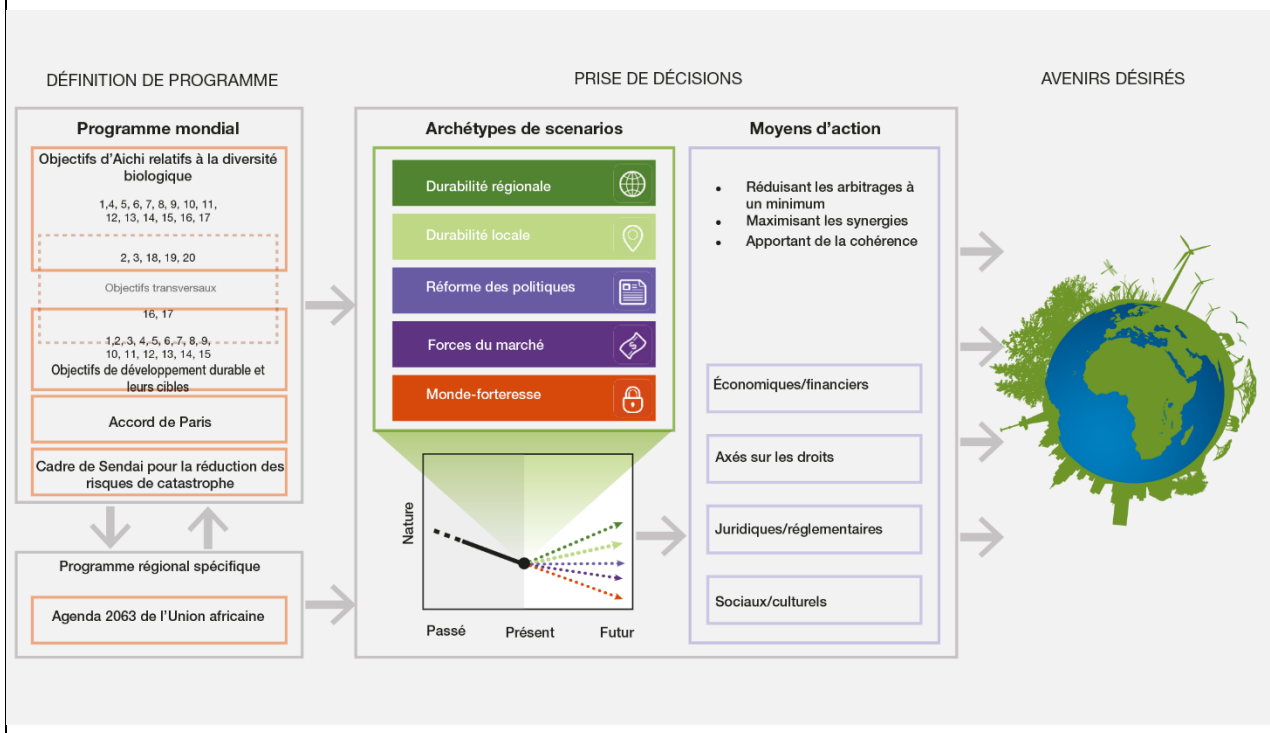 DÉFINITION DE PROGRAMME
PRISE DE DÉCISIONS
AVENIRS DÉSIRÉS
Programme mondial
Objectifs d’Aichi relatifs à la diversité
biologique
1,4, 5, 6, 7, 8, 9, 10, 11,
12, 13, 14, 15, 16, 17
2, 3, 18, 19, 20
Objectifs transversaux
16, 17
1,2, 3, 4, 5, 6, 7, 8, 9,
10, 11, 12, 13, 14, 15
Objectifs de développement durable et
leurs cibles
Accord de Paris
Cadre de Sendai pour la réduction des
risques de catastrophe
Programme régional spécifique
Agenda 2063 de l’Union africaine
Archétypes de scenarios
Durabilité régionale
Durabilité locale
Réforme des politiques
Forces du marché
Monde-forteresse
Nature
Passé
Présent
Futur
Moyens d’action
• Réduisant les arbitrages à
un minimum
• Maximisant les synergies
• Apportant de la cohérence
Économiques/financiers
Axés sur les droits
Juridiques/réglementaires
Sociaux/culturels